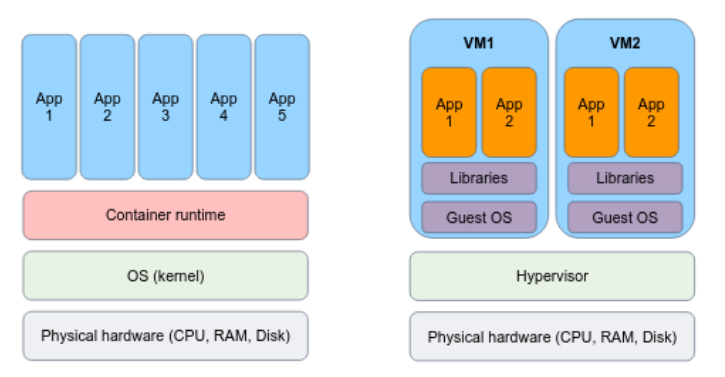 App
1
App
2
App
3
App
4
App
5
Container runtime
OS (kernel)
Physical hardware (CPU, RAM, Disk)
VM1
App
1
App
2
Libraries
Guest OS
VM2
App
1
App
2
Libraries
Guest OS
Hypervisor
Physical hardware (CPU, RAM, Disk)